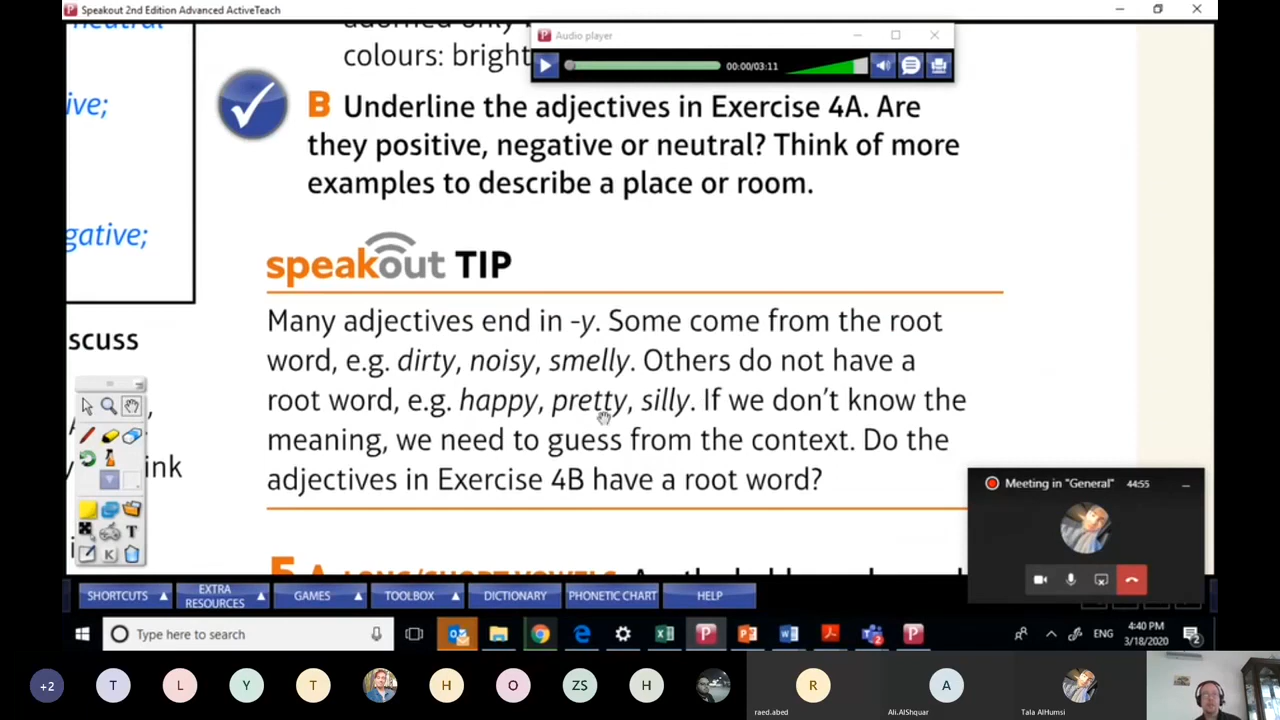 Speakout 2nd Edition Advanced ActiveTeach
neutral
colours: bright
Audio player
00:00/03:11
ive;
gative;
scuss
ink
B Underline the adjectives in Exercise 4A. Are
they positive, negative or neutral? Think of more
examples to describe a place or room.
speakout TIP
Many adjectives end in -y. Some come from the root
word, e.g. dirty, noisy, smelly. Others do not have a
root word, e.g. happy, pretty, silly. If we don't know the
meaning, we need to guess from the context. Do the
adjectives in Exercise 4B have a root word?
Meeting in "General" 44:55
SHORTCUTS
EXTRA
RESOURCES
GAMES
TOOLBOX
DICTIONARY
PHONETIC CHART
HELP
Type here to search
ENG
4:40 PM
3/18/2020
2
+2
T
L
Y
T
H
O
ZS
H
R
A
raed.abed
Ali.AlShquar
Tala AlHumsi